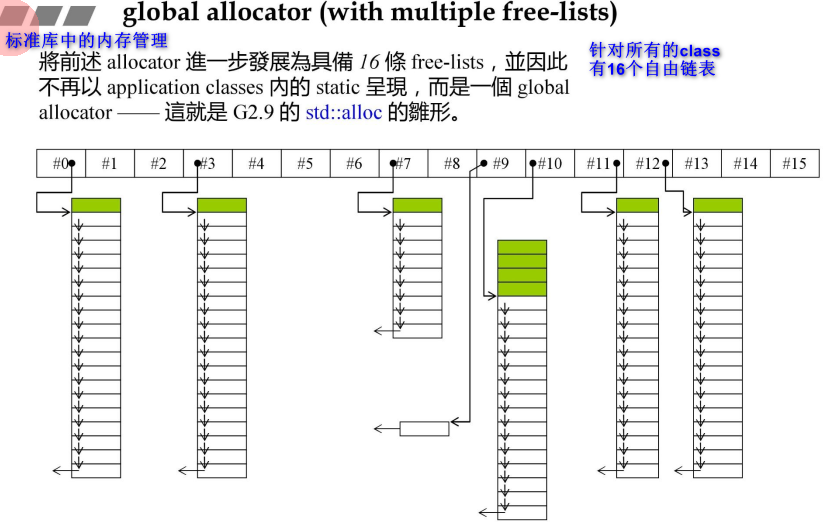 global allocator (with multiple free-lists)
标准库中的内存管理
將前述 allocator 進一步發展為具備 16 條 free-lists，並因此
不再以 application classes 內的 static 呈現，而是一個 global
allocator —— 這就是 G2.9 的 std::alloc 的雛形。
针对所有的class
有16个自由链表
#0 #1 #2 #3 #4 #5 #6 #7 #8 #9 #10 #11 #12 #13 #14 #15